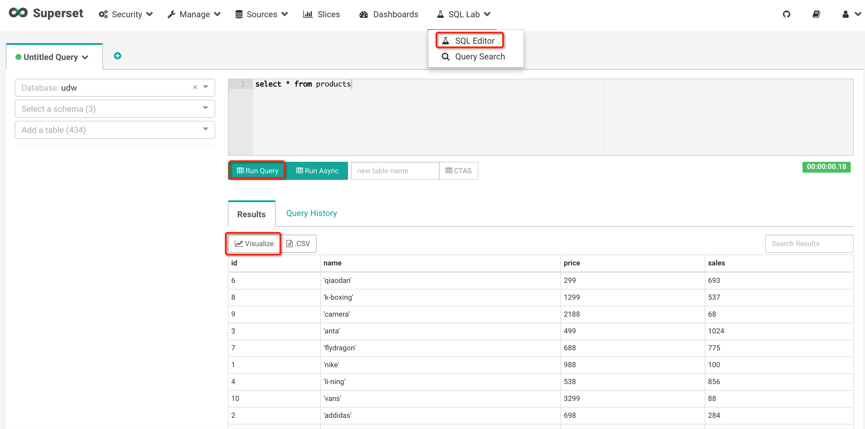 Superset Security Manage Sources Slices Dashboards SQL Lab
SQL Editor
Query Search
Untitled Query
Database: udw
Select a schema (3)
Add a table (434)
1 select * from products
Run Query Run Async new table name CTAS 00:00:00.18
Results Query History
Visualize .CSV Search Results
id name price sales
6 'qiaodan' 299 693
8 'k-boxing' 1299 537
9 'camera' 2188 68
3 'anta' 499 1024
7 'flydragon' 688 775
1 'nike' 988 100
4 'li-ning' 538 856
10 'vans' 3299 88
2 'addidas' 698 284